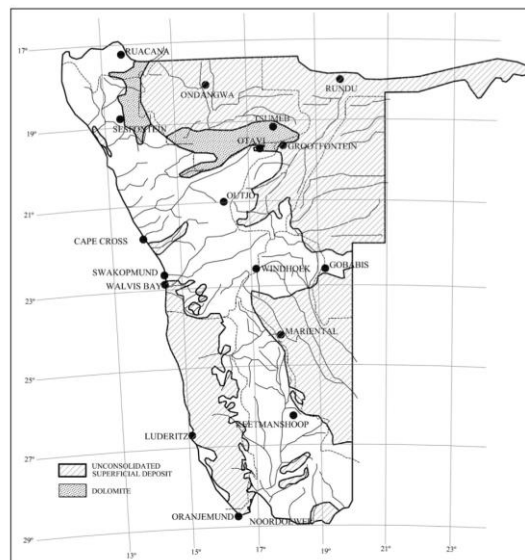 17°
RUACANA
ONDANGWA
RUNDU
19°
SESFONTEIN
TSUMEB
OTAVI
GROOTFONTEIN
OUTJO
21°
CAPE CROSS
SWAKOPMUND
WINDHOEK
GOBABIS
WALVIS BAY
23°
MARIENTAL
25°
KEETMANSHOOP
LUDERITZ
27°
UNCONSOLIDATED
SUPERFICIAL DEPOSIT
DOLOMITE
ORANJEMUND
NOORDOEWER
29°
13° 15° 17° 19° 21° 23°